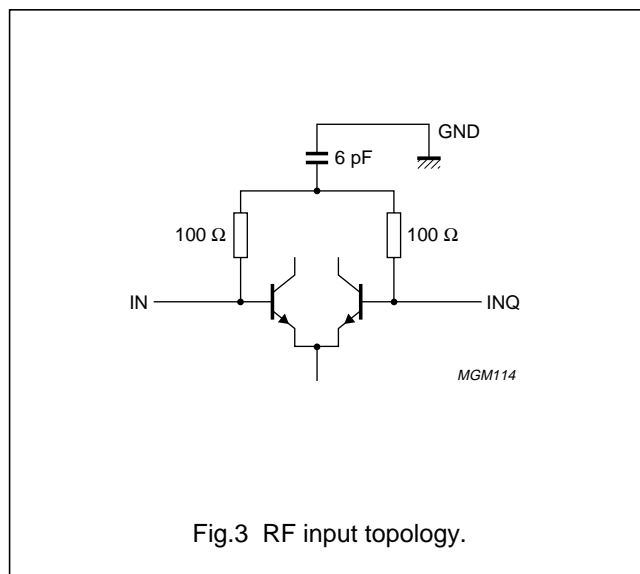 GND
6 pF
100 Ω
100 Ω
IN
INQ
MGM114
Fig.3 RF input topology.